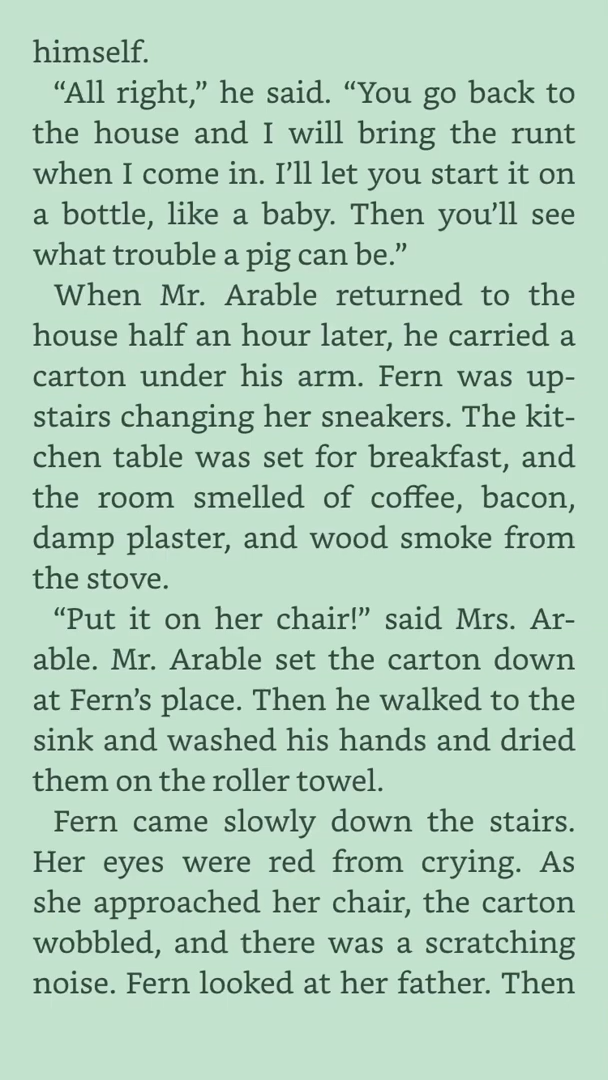 himself.
“All right,” he said. “You go back to
the house and I will bring the runt
when I come in. I’ll let you start it on
a bottle, like a baby. Then you’ll see
what trouble a pig can be.”
When Mr. Arable returned to the
house half an hour later, he carried a
carton under his arm. Fern was up-
stairs changing her sneakers. The kit-
chen table was set for breakfast, and
the room smelled of coffee, bacon,
damp plaster, and wood smoke from
the stove.
“Put it on her chair!” said Mrs. Ar-
able. Mr. Arable set the carton down
at Fern’s place. Then he walked to the
sink and washed his hands and dried
them on the roller towel.
Fern came slowly down the stairs.
Her eyes were red from crying. As
she approached her chair, the carton
wobbled, and there was a scratching
noise. Fern looked at her father. Then